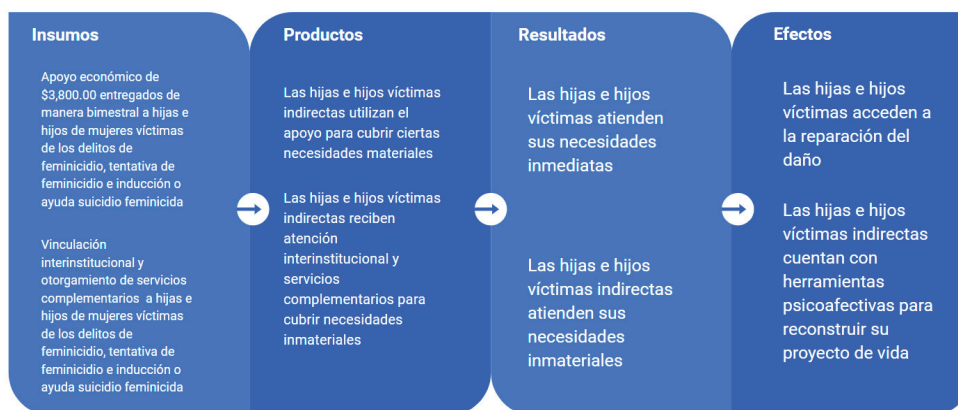 Insumos
Apoyo económico de
$3,800.00 entregados de
manera bimestral a hijas e
hijos de mujeres víctimas
de los delitos de
feminicidio, tentativa de
feminicidio e inducción o
ayuda suicidio feminicida
Vinculación
interinstitucional y
otorgamiento de servicios
complementarios a hijas e
hijos de mujeres víctimas
de los delitos de
feminicidio, tentativa de
feminicidio e inducción o
ayuda suicidio feminicida
Productos
Las hijas e hijos víctimas
indirectas utilizan el
apoyo para cubrir ciertas
necesidades materiales
Las hijas e hijos víctimas
indirectas reciben
atención
interinstitucional y
servicios
complementarios para
cubrir necesidades
inmateriales
Resultados
Las hijas e hijos
víctimas atienden
sus necesidades
inmediatas
Las hijas e hijos
víctimas indirectas
atienden sus
necesidades
inmateriales
Efectos
Las hijas e hijos
víctimas acceden a
la reparación del
daño
Las hijas e hijos
víctimas indirectas
cuentan con
herramientas
psicoafectivas para
reconstruir su
proyecto de vida